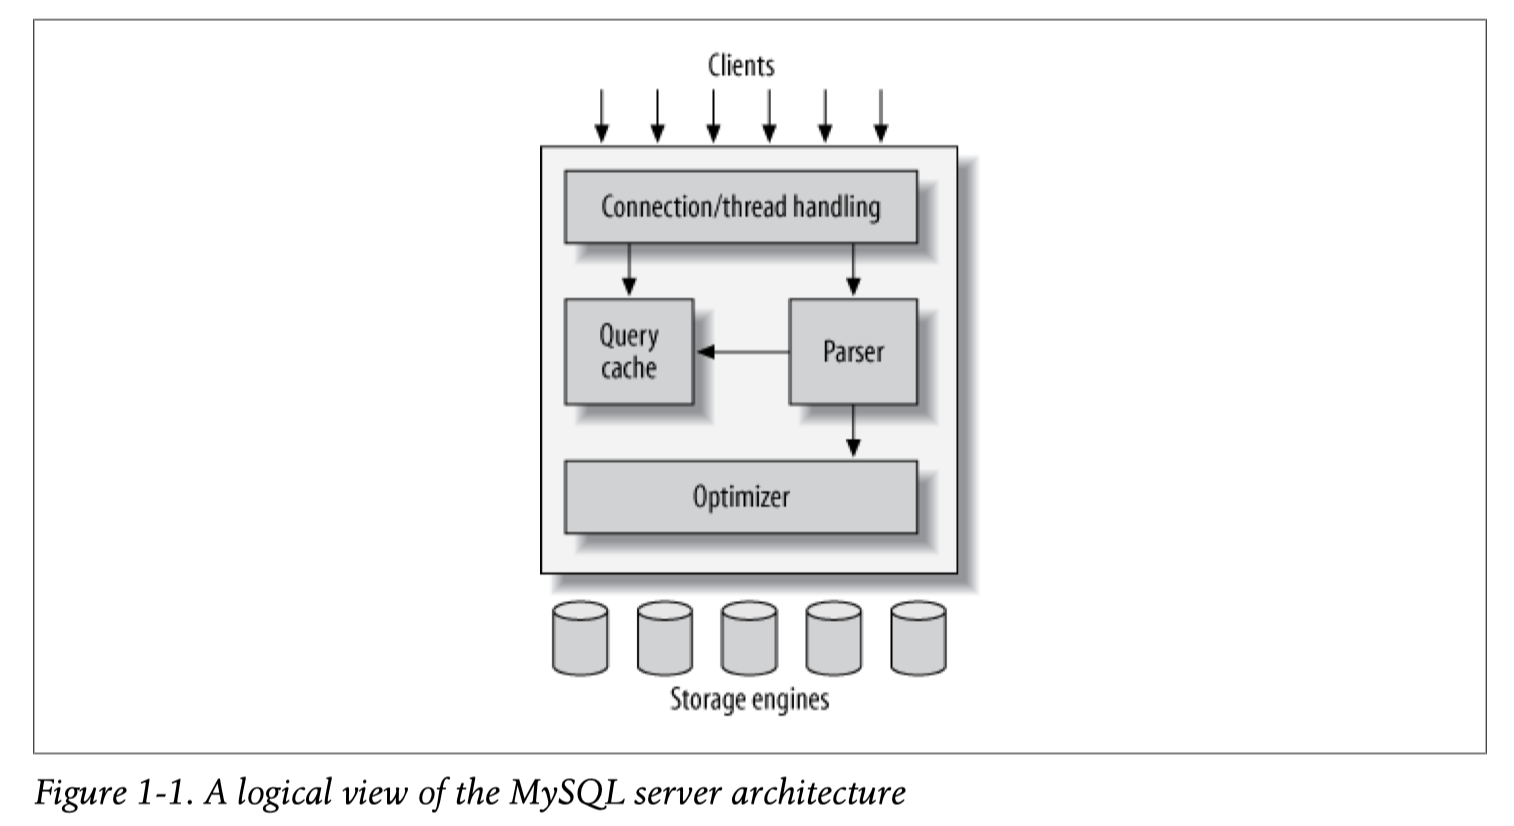 Clients
Connection/thread handling
Query
cache
Parser
Optimizer
Storage engines
Figure 1-1. A logical view of the MySQL server architecture